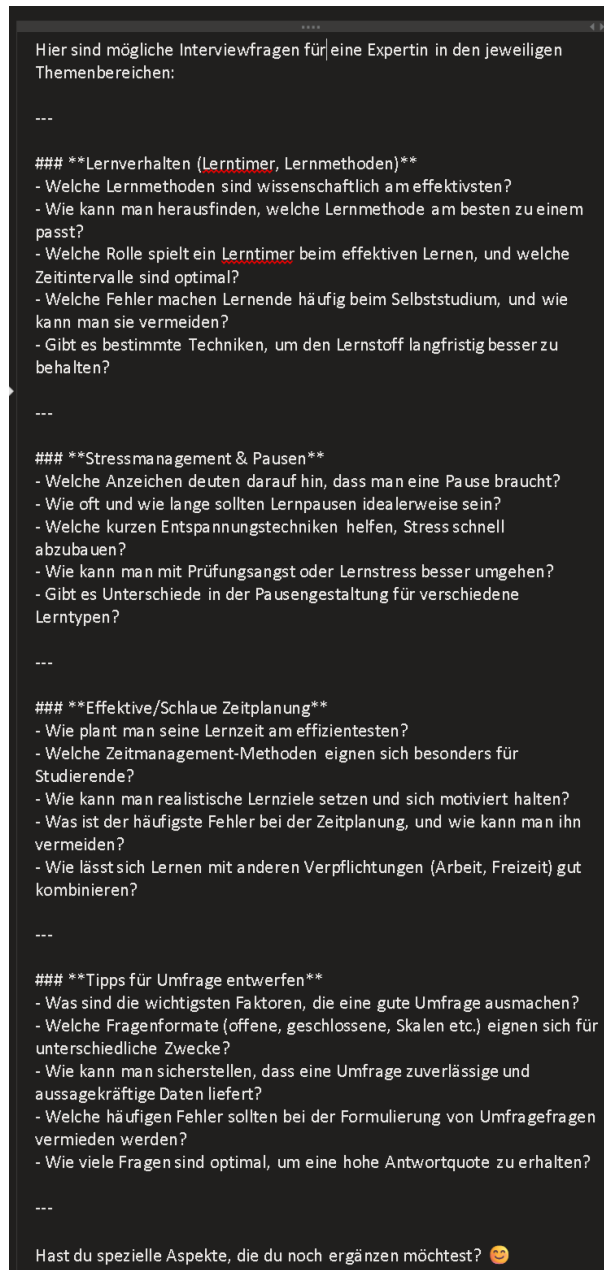 Hier sind mögliche Interviewfragen für eine Expertin in den jeweiligen
Themenbereichen:
---
### **Lernverhalten (Lerntimer, Lernmethoden)**
- Welche Lernmethoden sind wissenschaftlich am effektivsten?
- Wie kann man herausfinden, welche Lernmethode am besten zu einem
passt?
- Welche Rolle spielt ein Lerntimer beim effektiven Lernen, und welche
Zeitintervalle sind optimal?
- Welche Fehler machen Lernende häufig beim Selbststudium, und wie
kann man sie vermeiden?
- Gibt es bestimmte Techniken, um den Lernstoff langfristig besser zu
behalten?
---
### **Stressmanagement & Pausen**
- Welche Anzeichen deuten darauf hin, dass man eine Pause braucht?
- Wie oft und wie lange sollten Lernpausen idealerweise sein?
- Welche kurzen Entspannungstechniken helfen, Stress schnell
abzubauen?
- Wie kann man mit Prüfungsangst oder Lernstress besser umgehen?
- Gibt es Unterschiede in der Pausengestaltung für verschiedene
Lerntypen?
---
### **Effektive/Schlaue Zeitplanung**
- Wie plant man seine Lernzeit am effizientesten?
- Welche Zeitmanagement-Methoden eignen sich besonders für
Studierende?
- Wie kann man realistische Lernziele setzen und sich motiviert halten?
- Was ist der häufigste Fehler bei der Zeitplanung, und wie kann man ihn
vermeiden?
- Wie lässt sich Lernen mit anderen Verpflichtungen (Arbeit, Freizeit) gut
kombinieren?
---
### **Tipps für Umfrage entwerfen**
- Was sind die wichtigsten Faktoren, die eine gute Umfrage ausmachen?
- Welche Fragenformate (offene, geschlossene, Skalen etc.) eignen sich für
unterschiedliche Zwecke?
- Wie kann man sicherstellen, dass eine Umfrage zuverlässige und
aussagekräftige Daten liefert?
- Welche häufigen Fehler sollten bei der Formulierung von Umfragefragen
vermieden werden?
- Wie viele Fragen sind optimal, um eine hohe Antwortquote zu erhalten?
---
Hast du spezielle Aspekte, die du noch ergänzen möchtest? 😊